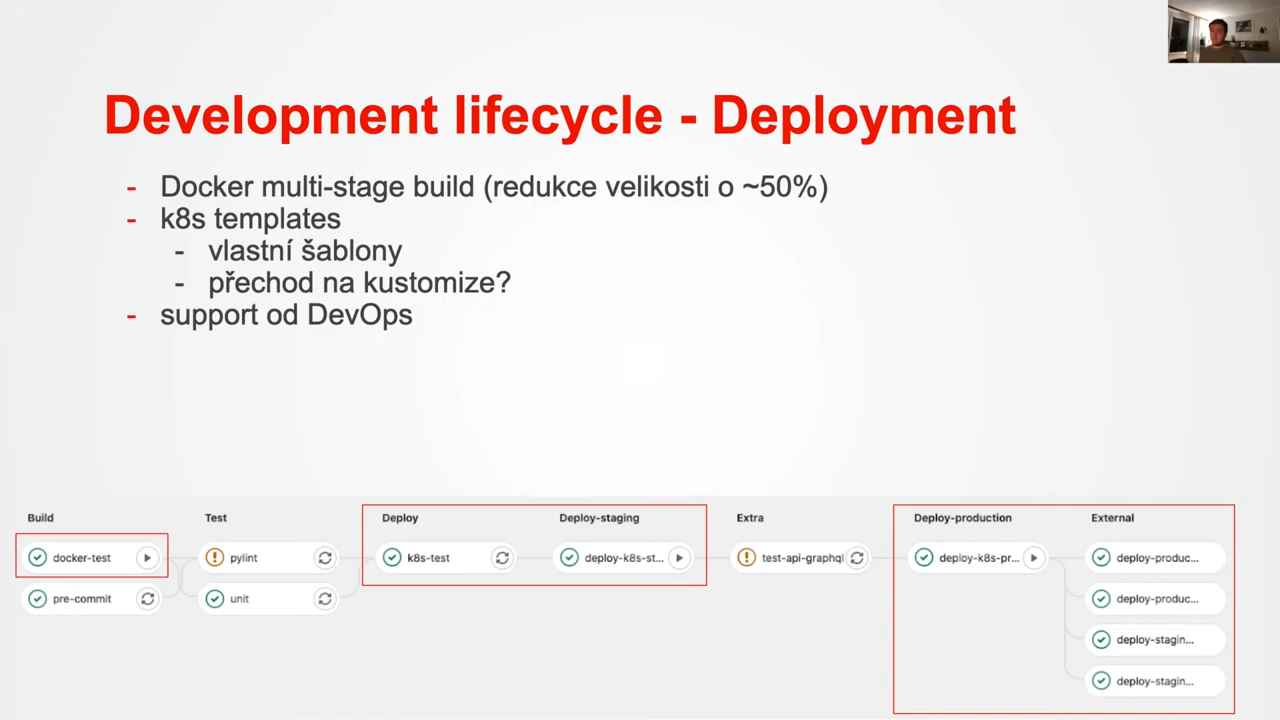 Development lifecycle - Deployment
- Docker multi-stage build (redukce velikosti o ~50%)
- k8s templates
- vlastní šablony
- přechod na kustomize?
- support od DevOps
Build Test Deploy Deploy-staging Extra Deploy-production External
docker-test pylint k8s-test deploy-k8s-st... test-api-graphql deploy-k8s-pr... deploy-produc...
pre-commit unit deploy-produc...
deploy-stagin...
deploy-stagin...